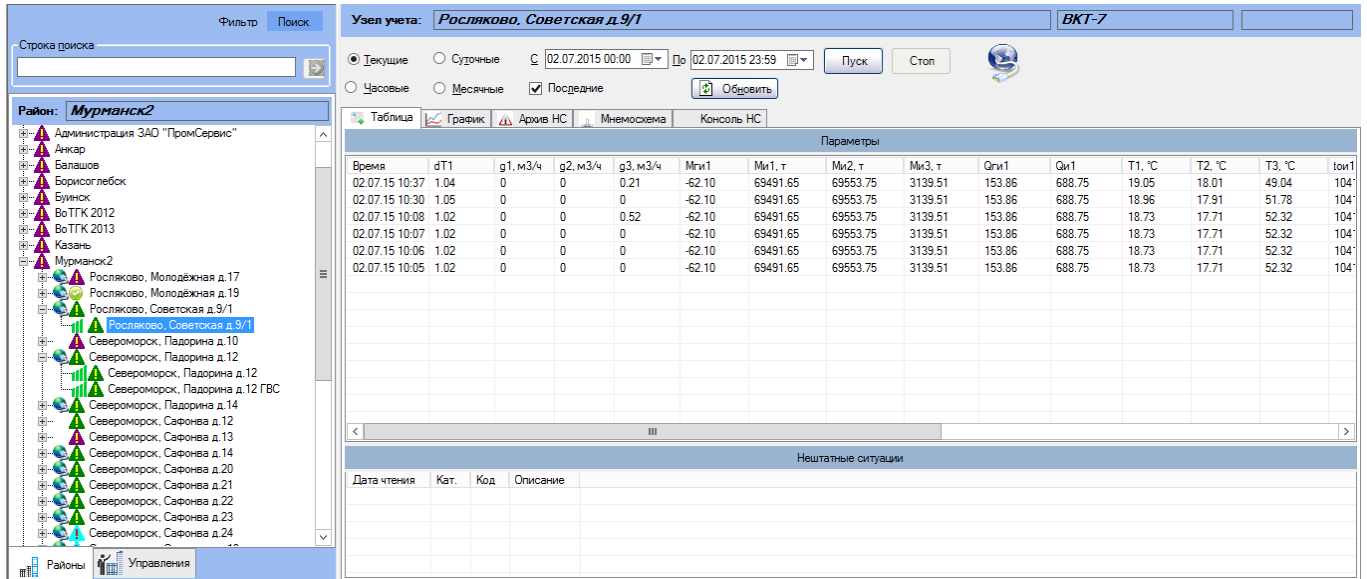 Фильтр Поиск
Строка поиска
Район: Мурманск2
Администрация ЗАО "ПромСервис"
Анкар
Балашов
Борисоглебск
Буинск
ВоТГК 2012
ВоТГК 2013
Казань
Мурманск2
Росляково, Молодёжная д.17
Росляково, Молодёжная д.19
Росляково, Советская д.9/1
Росляково, Советская д.9/1
Североморск, Падорина д.10
Североморск, Падорина д.12
Североморск, Падорина д.12
Североморск, Падорина д.12 ГВС
Североморск, Падорина д.14
Североморск, Сафонва д.12
Североморск, Сафонва д.13
Североморск, Сафонва д.14
Североморск, Сафонва д.20
Североморск, Сафонва д.21
Североморск, Сафонва д.22
Североморск, Сафонва д.23
Североморск, Сафонва д.24
Районы Управления
Узел учета: Росляково, Советская д.9/1 ВКТ-7
Текущие Суточные С 02.07.2015 00:00 По 02.07.2015 23:59 Пуск Стоп
Часовые Месячные Последние Обновить
Таблица График Архив НС Мнемосхема Консоль НС
Параметры
Время dT1 g1, м3/ч g2, м3/ч g3, м3/ч Мги1 Ми1, т Ми2, т Ми3, т Qги1 Qи1 T1, °C T2, °C T3, °C tои1
02.07.15 10:37 1.04 0 0 0.21 -62.10 69491.65 69553.75 3139.51 153.86 688.75 19.05 18.01 49.04 104
02.07.15 10:30 1.05 0 0 0 -62.10 69491.65 69553.75 3139.51 153.86 688.75 18.96 17.91 51.78 104
02.07.15 10:08 1.02 0 0 0.52 -62.10 69491.65 69553.75 3139.51 153.86 688.75 18.73 17.71 52.32 104
02.07.15 10:07 1.02 0 0 0 -62.10 69491.65 69553.75 3139.51 153.86 688.75 18.73 17.71 52.32 104
02.07.15 10:06 1.02 0 0 0 -62.10 69491.65 69553.75 3139.51 153.86 688.75 18.73 17.71 52.32 104
02.07.15 10:05 1.02 0 0 0 -62.10 69491.65 69553.75 3139.51 153.86 688.75 18.73 17.71 52.32 104
Нештатные ситуации
Дата чтения Кат. Код Описание